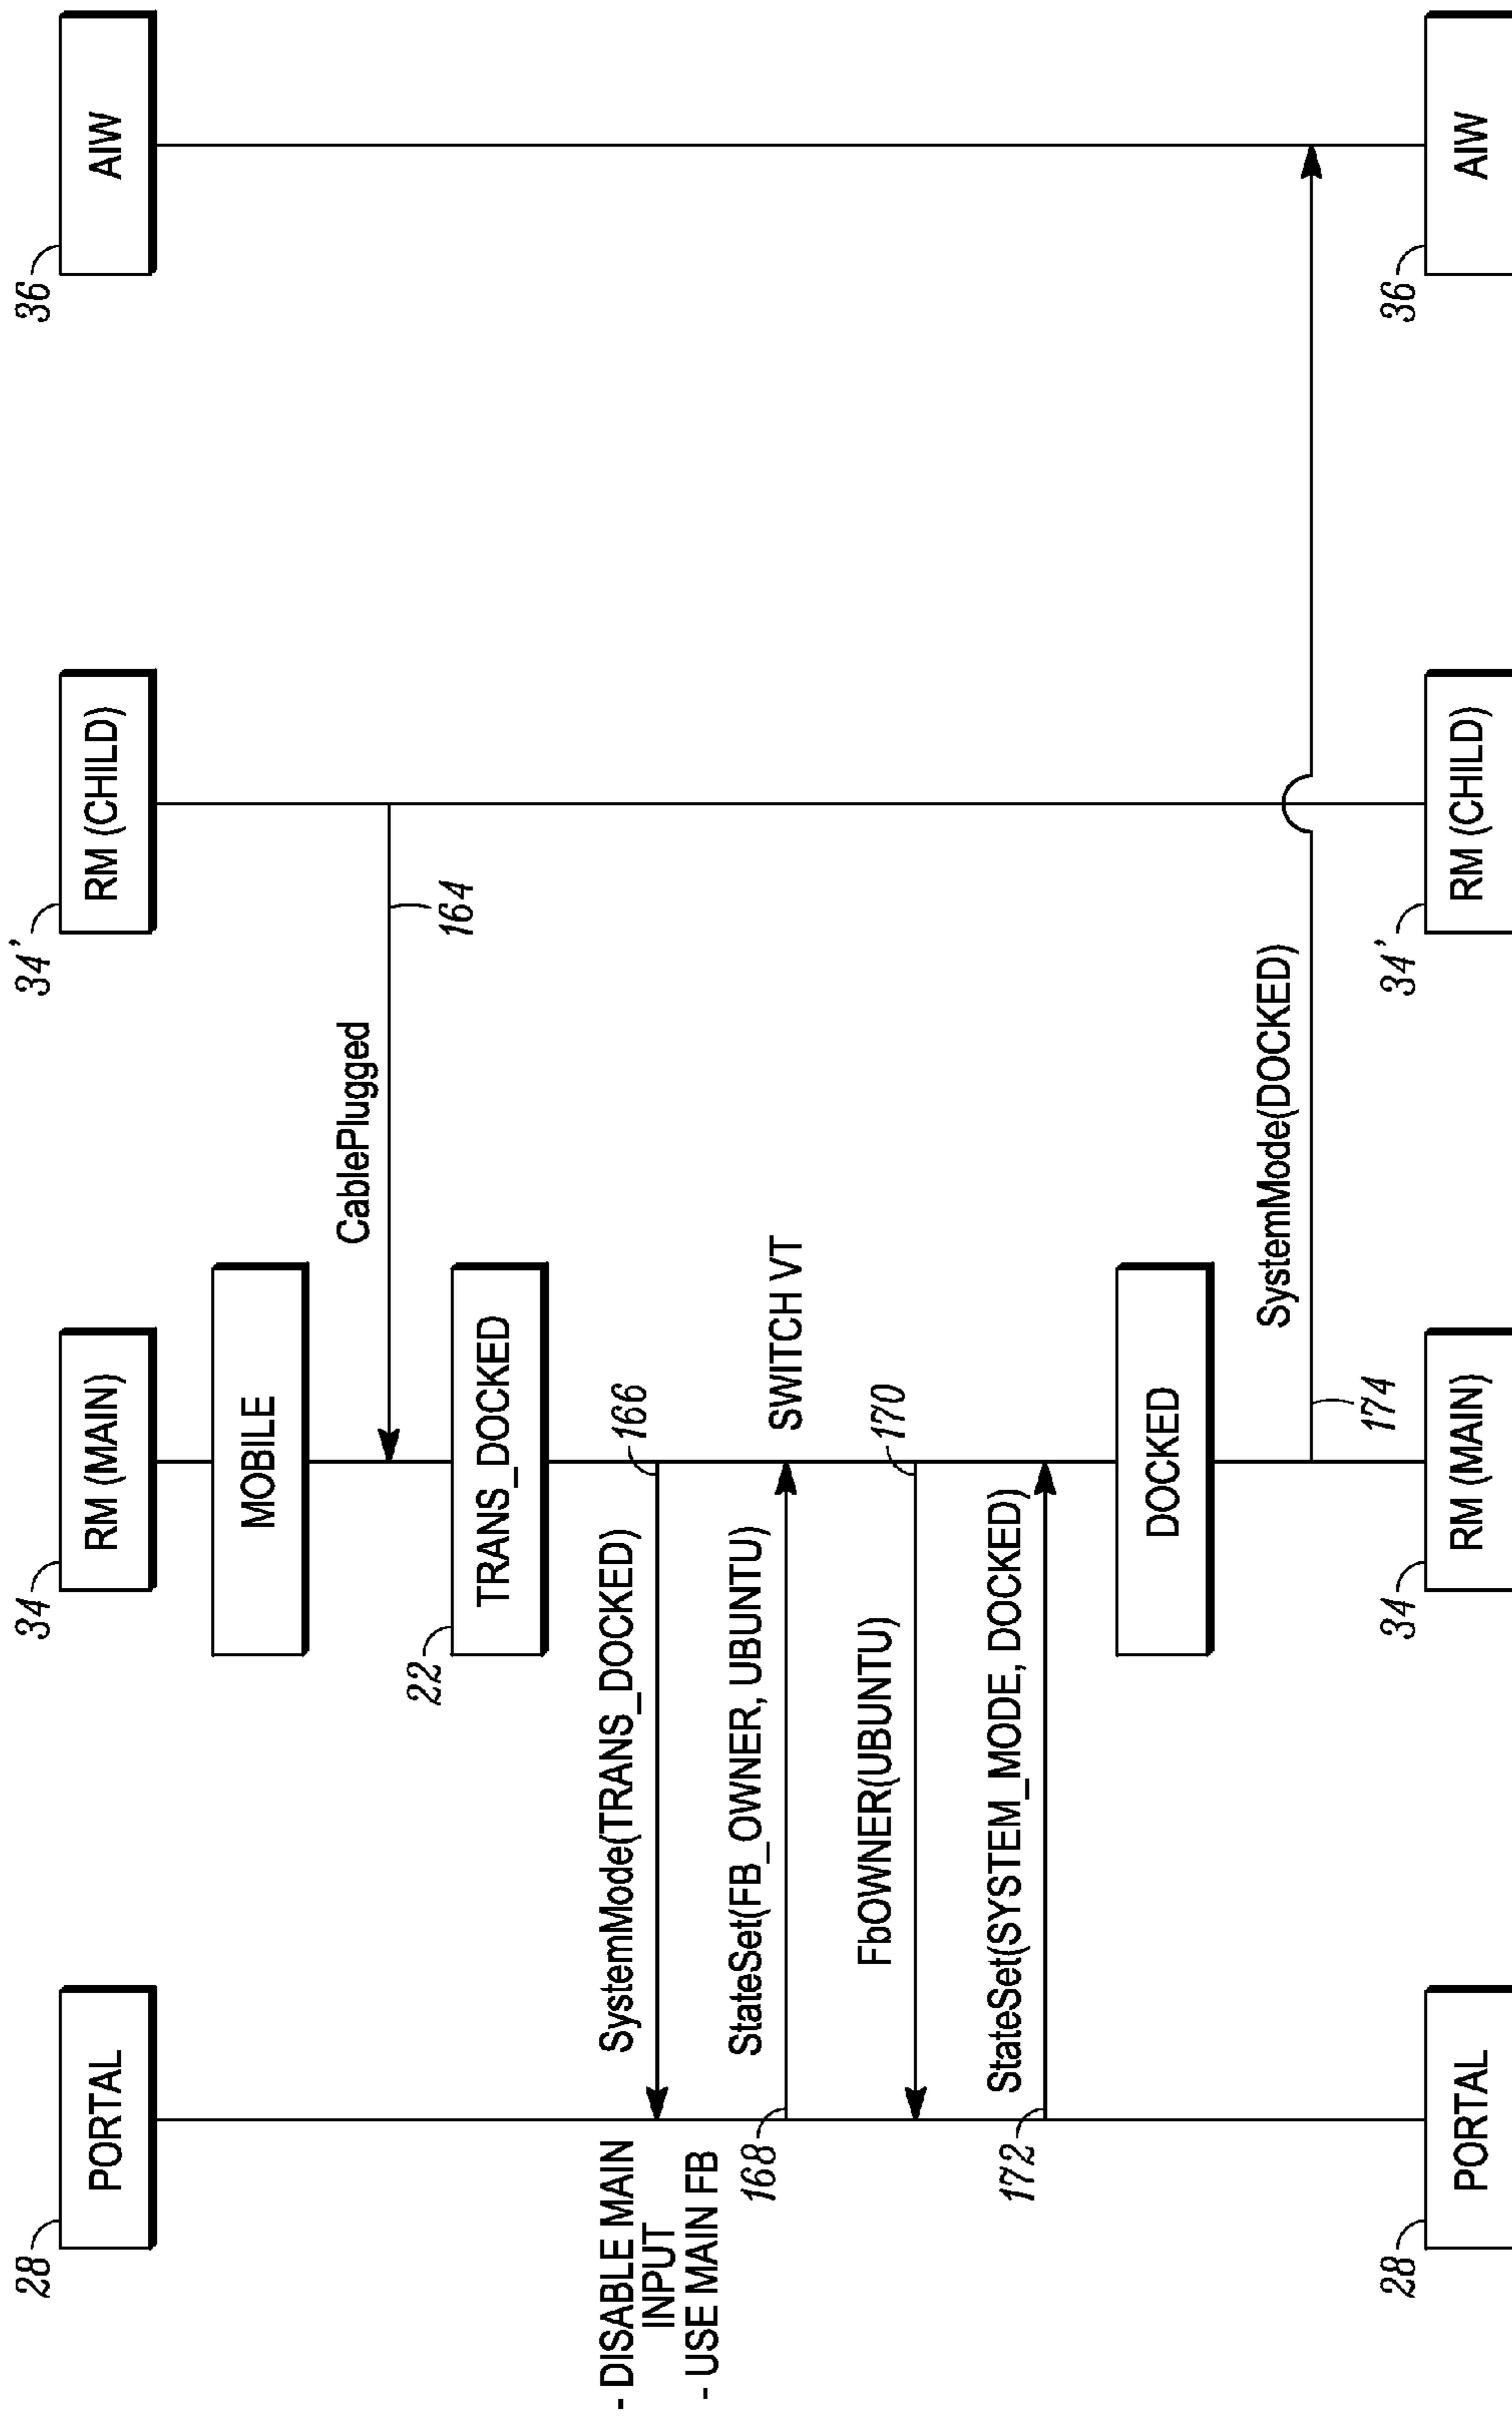 28
PORTAL
34
RM (MAIN)
34'
RM (CHILD)
36
AIW
MOBILE
CablePlugged
164
22
TRANS_DOCKED
- DISABLE MAIN
INPUT
- USE MAIN FB
SystemMode(TRANS_DOCKED)
166
168
StateSet(FB_OWNER, UBUNTU)
SWITCH VT
FbOWNER(UBUNTU)
170
172
StateSet(SYSTEM_MODE, DOCKED)
DOCKED
SystemMode(DOCKED)
174
28
PORTAL
34
RM (MAIN)
34'
RM (CHILD)
36
AIW